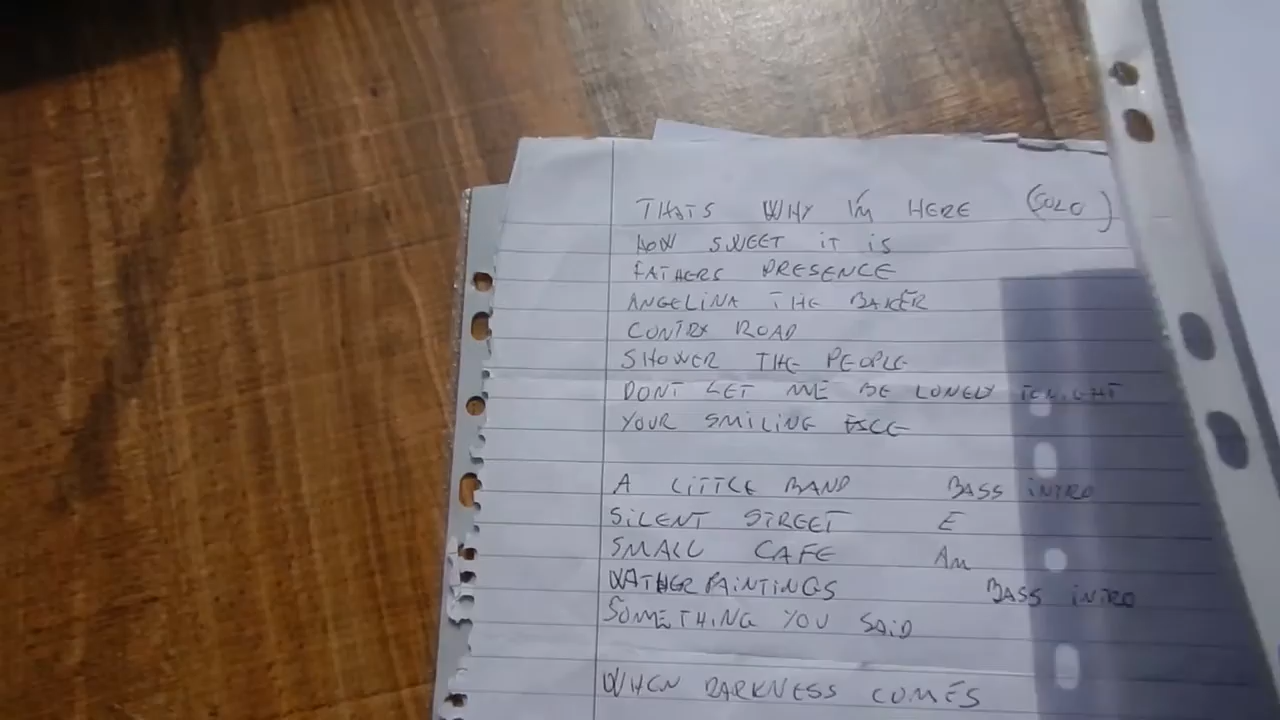 THATS WHY I'M HERE (SOLO)
HOW SWEET IT IS
FATHERS PRESENCE
ANGELINA THE BAKER
CONTRY ROAD
SHOWER THE PEOPLE
DONT LET ME BE LONELY TONIGHT
YOUR SMILING FACE
A LITTLE BAND BASS INTRO
SILENT STREET E
SMALL CAFE Am
WATHER PAINTINGS BASS INTRO
SOMETHING YOU SAID
WHEN DARKNESS COMES